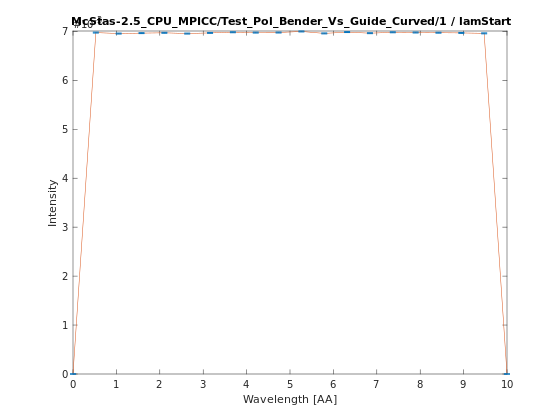 McStas-2.5_CPU_MPICC/Test_Pol_Bender_Vs_Guide_Curved/1 / lamStart
7
6
5
4
3
2
1
0
Intensity
0 1 2 3 4 5 6 7 8 9 10
Wavelength [AA]